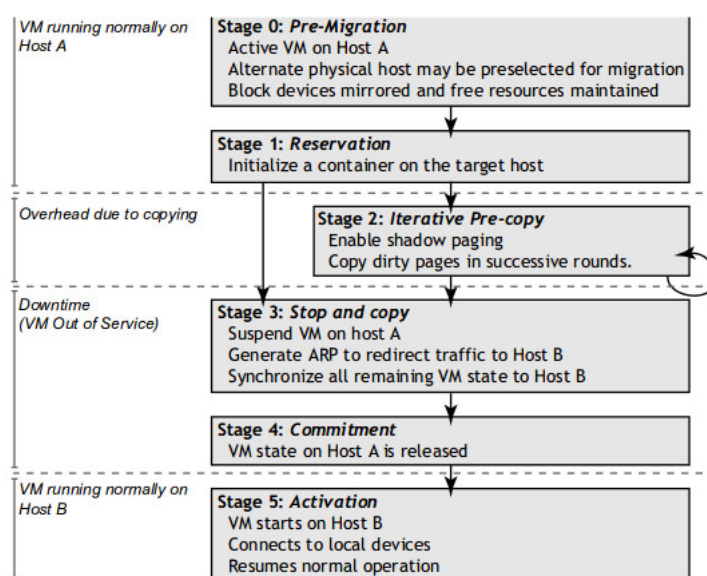 VM running normally on
Host A
Stage 0: Pre-Migration
Active VM on Host A
Alternate physical host may be preselected for migration
Block devices mirrored and free resources maintained
Stage 1: Reservation
Initialize a container on the target host
Overhead due to copying
Stage 2: Iterative Pre-copy
Enable shadow paging
Copy dirty pages in successive rounds.
Downtime
(VM Out of Service)
Stage 3: Stop and copy
Suspend VM on host A
Generate ARP to redirect traffic to Host B
Synchronize all remaining VM state to Host B
Stage 4: Commitment
VM state on Host A is released
VM running normally on
Host B
Stage 5: Activation
VM starts on Host B
Connects to local devices
Resumes normal operation